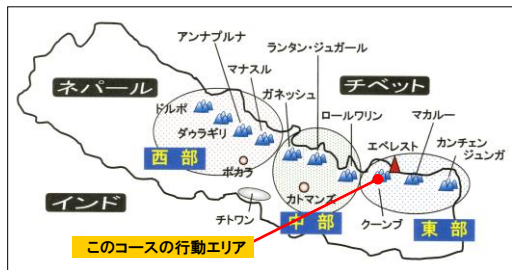 アンナプルナ
ランタン・ジュガール
マナスル
ネパール
チベット
ガネッシュ
ドルポ
ロールワリン
マカルー
エベレスト
ダゥラギリ
カンチェン
ジュンガ
西 部
ポカラ
カトマンズ
インド
チトワン
クーンブ
中 部
東 部
このコースの行動エリア